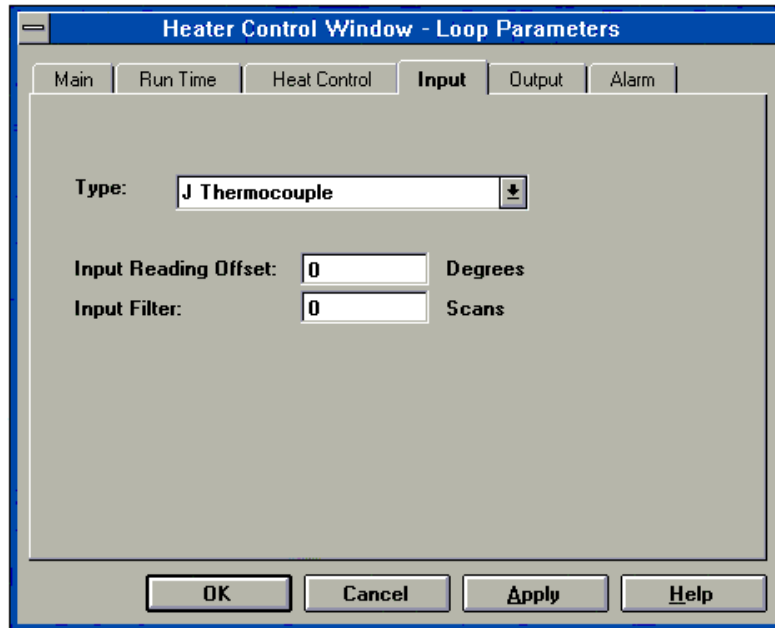 Heater Control Window - Loop Parameters
Main Run Time Heat Control Input Output Alarm
Type: J Thermocouple
Input Reading Offset: 0 Degrees
Input Filter: 0 Scans
OK Cancel Apply Help